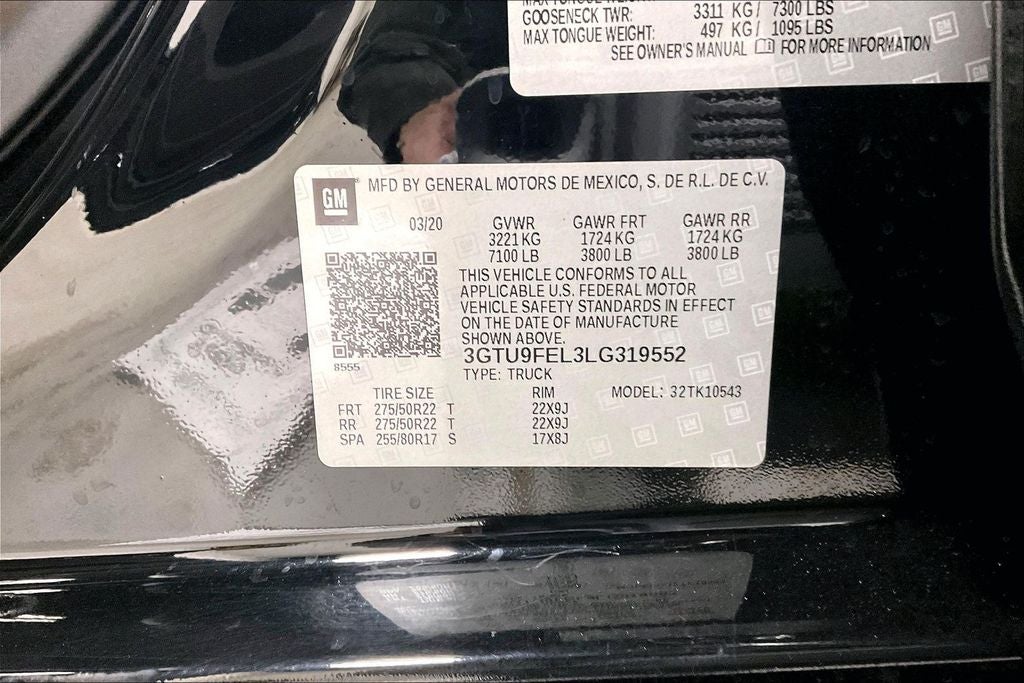 GOOSENECK TWR: 3311 KG/ 7300 LBS
MAX TONGUE WEIGHT: 497 KG/ 1095 LBS
SEE OWNER'S MANUAL FOR MORE INFORMATION
GM MFD BY GENERAL MOTORS DE MEXICO, S. DE R.L. DE C.V.
03/20 GVWR GAWR FRT GAWR RR
3221 KG 1724 KG 1724 KG
7100 LB 3800 LB 3800 LB
THIS VEHICLE CONFORMS TO ALL
APPLICABLE U.S. FEDERAL MOTOR
VEHICLE SAFETY STANDARDS IN EFFECT
ON THE DATE OF MANUFACTURE
SHOWN ABOVE.
3GTU9FEL3LG319552
8555
TYPE: TRUCK
TIRE SIZE RIM MODEL: 32TK10543
FRT 275/50R22 T 22X9J
RR 275/50R22 T 22X9J
SPA 255/80R17 S 17X8J